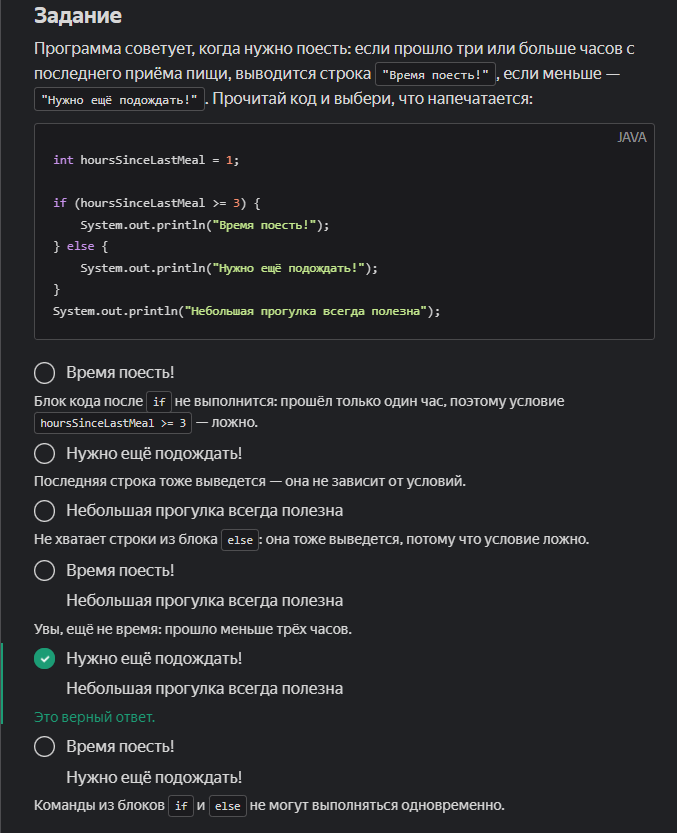 Задание
Программа советует, когда нужно поесть: если прошло три или больше часов с
последнего приёма пищи, выводится строка "Время поесть!", если меньше —
"Нужно ещё подождать!". Прочитай код и выбери, что напечатается:
JAVA
int hoursSinceLastMeal = 1;
if (hoursSinceLastMeal >= 3) {
    System.out.println("Время поесть!");
} else {
    System.out.println("Нужно ещё подождать!");
}
System.out.println("Небольшая прогулка всегда полезна");
Время поесть!
Блок кода после if не выполнится: прошёл только один час, поэтому условие
hoursSinceLastMeal >= 3 — ложно.
Нужно ещё подождать!
Последняя строка тоже выведется — она не зависит от условий.
Небольшая прогулка всегда полезна
Не хватает строки из блока else: она тоже выведется, потому что условие ложно.
Время поесть!
Небольшая прогулка всегда полезна
Увы, ещё не время: прошло меньше трёх часов.
Нужно ещё подождать!
Небольшая прогулка всегда полезна
Это верный ответ.
Время поесть!
Нужно ещё подождать!
Команды из блоков if и else не могут выполняться одновременно.